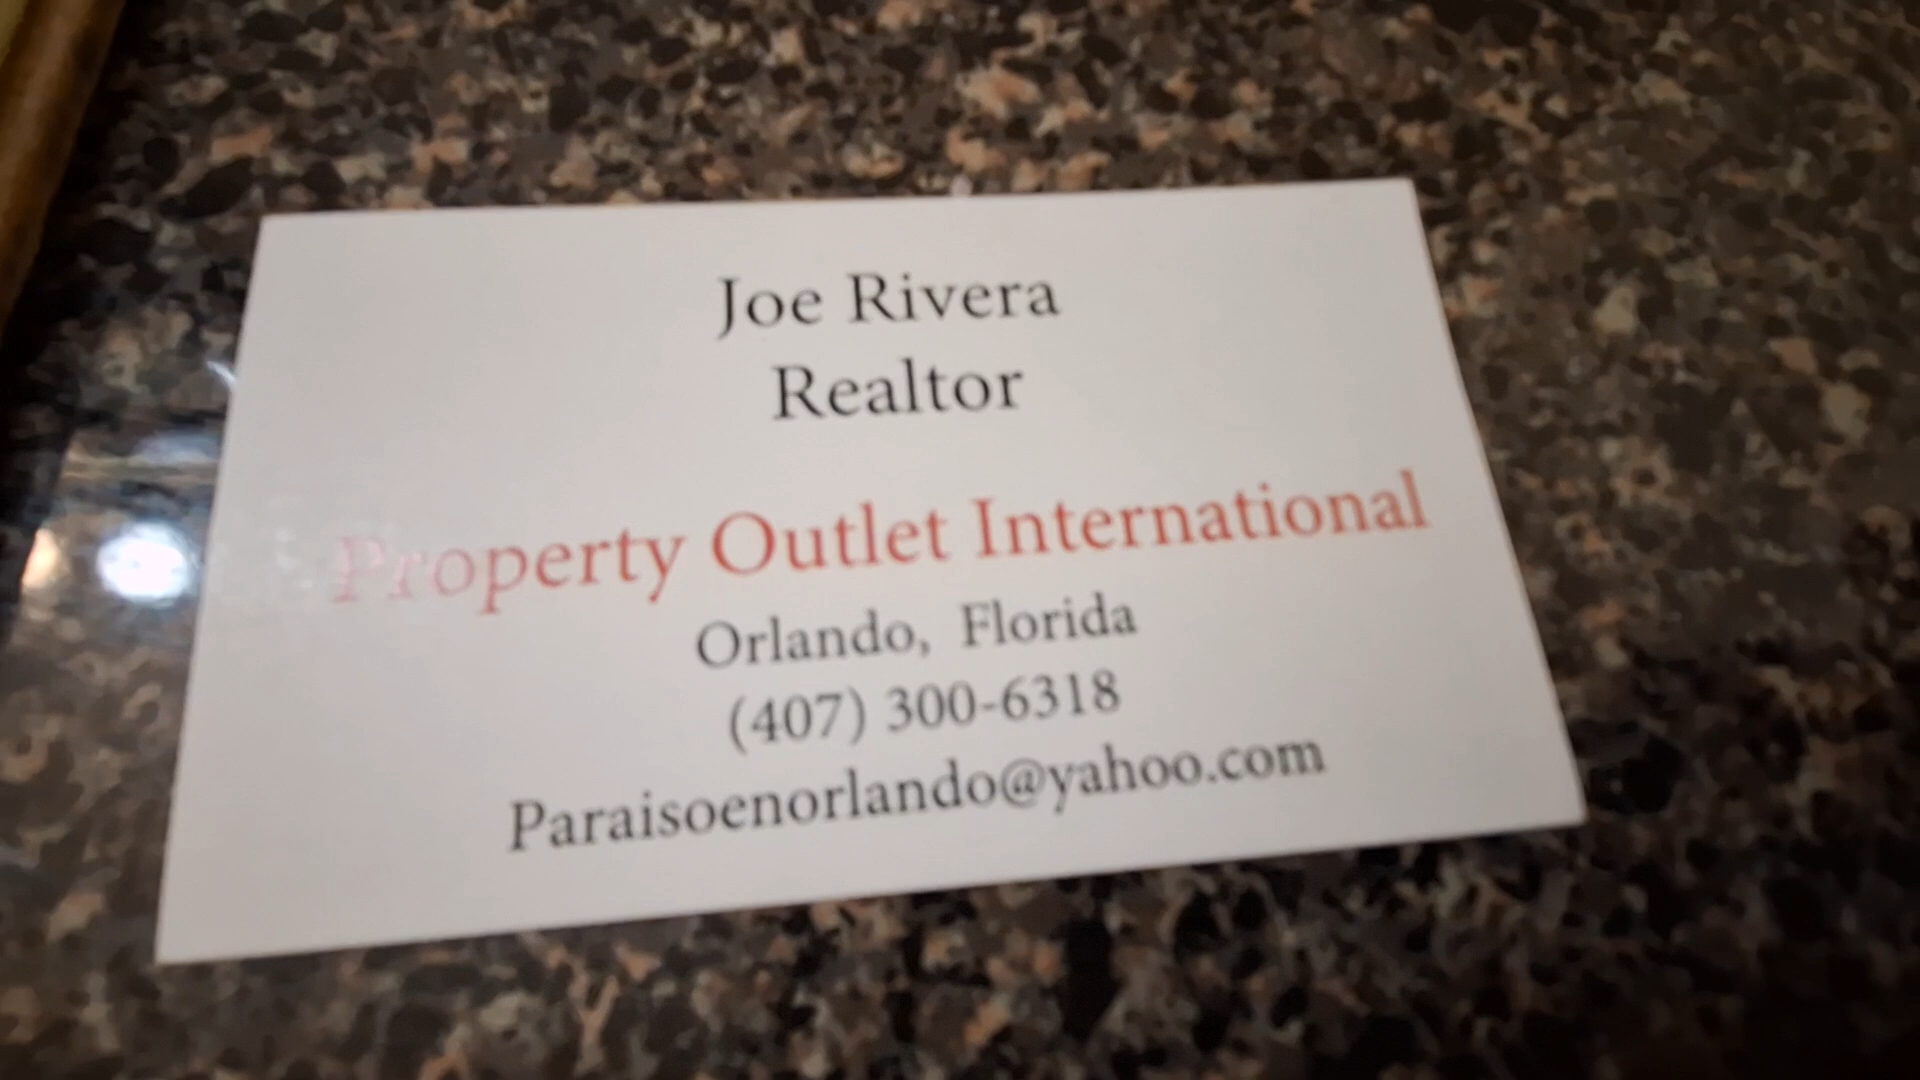 Joe Rivera
Realtor
Property Outlet International
Orlando, Florida
(407) 300-6318
Paraisoenorlando@yahoo.com